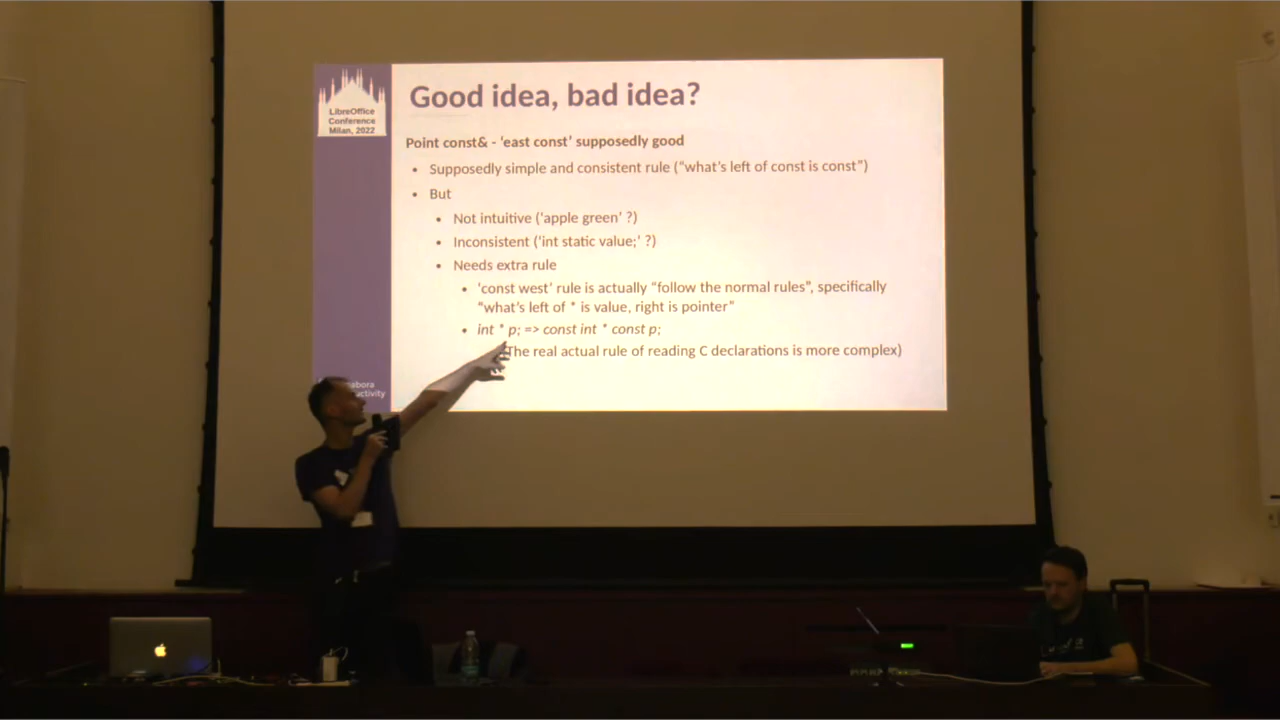 LibreOffice
Conference
Milan, 2022
Good idea, bad idea?
Point const& - ‘east const’ supposedly good
• Supposedly simple and consistent rule (“what’s left of const is const”)
• But
• Not intuitive (‘apple green’ ?)
• Inconsistent (‘int static value;’ ?)
• Needs extra rule
• ‘const west’ rule is actually “follow the normal rules”, specifically
“what’s left of * is value, right is pointer”
• int * p; => const int * const p;
The real actual rule of reading C declarations is more complex)